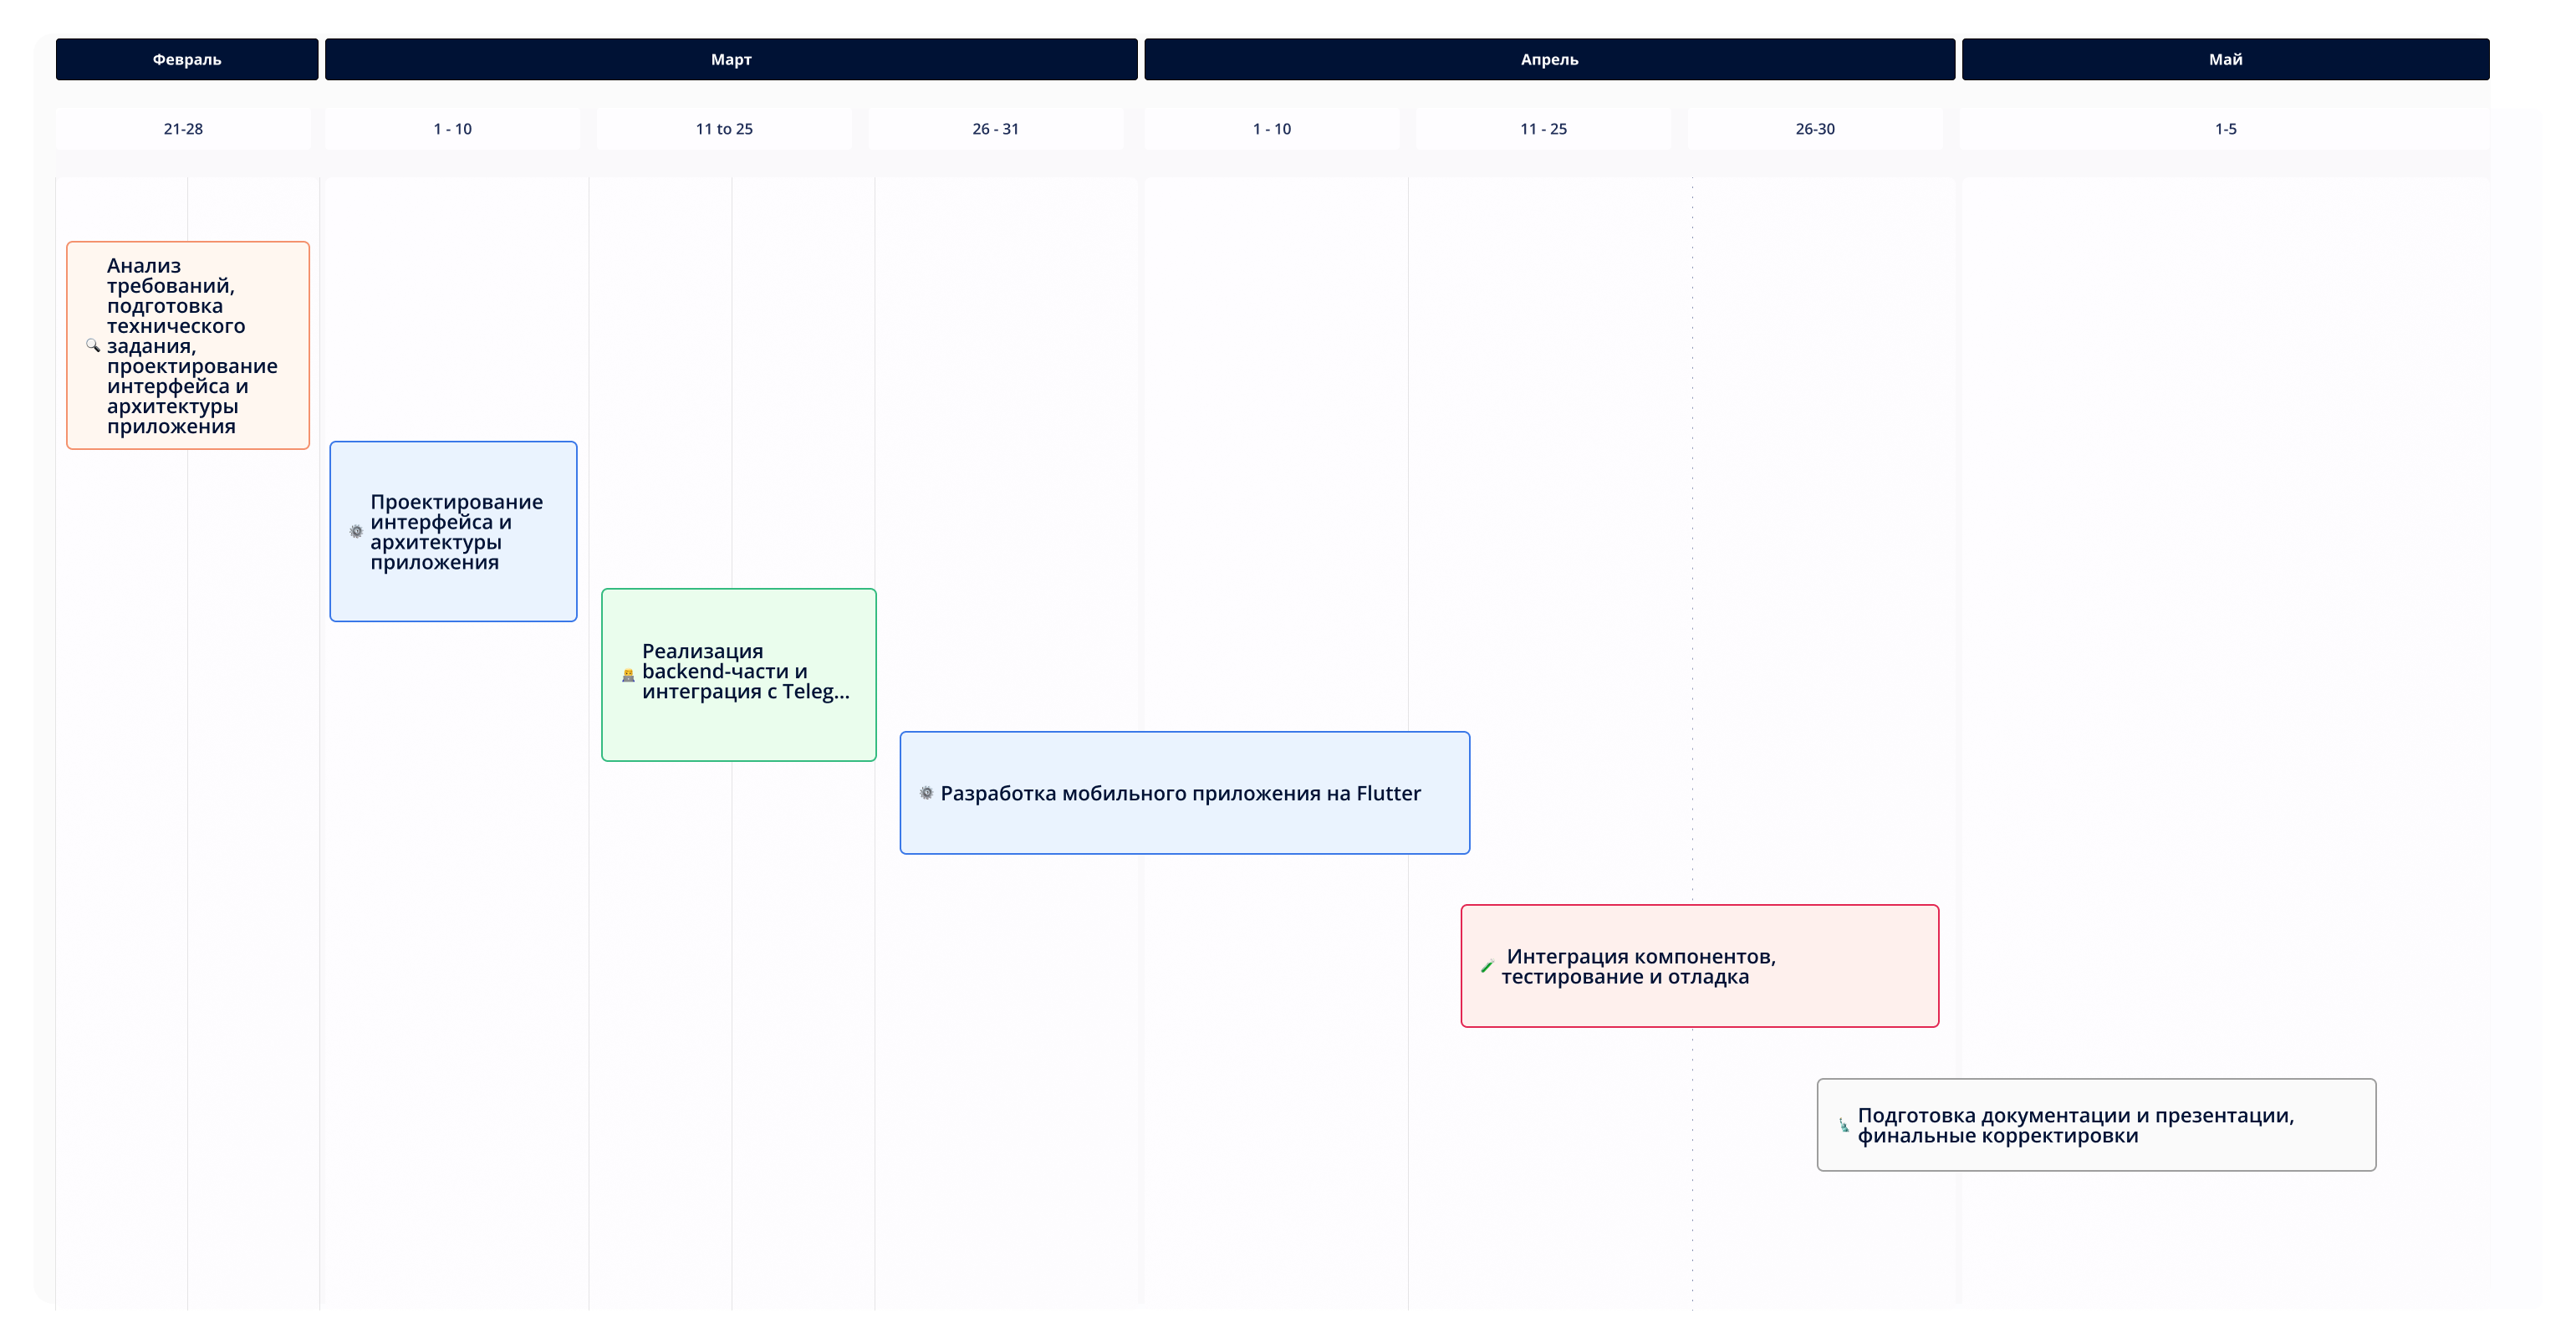 Февраль
Март
Апрель
Май
21-28
1 - 10
11 to 25
26 - 31
1 - 10
11 - 25
26-30
1-5
Анализ
требований,
подготовка
технического
задания,
проектирование
интерфейса и
архитектуры
приложения
Проектирование
интерфейса и
архитектуры
приложения
Реализация
backend-части и
интеграция с Teleg...
Разработка мобильного приложения на Flutter
Интеграция компонентов,
тестирование и отладка
Подготовка документации и презентации,
финальные корректировки